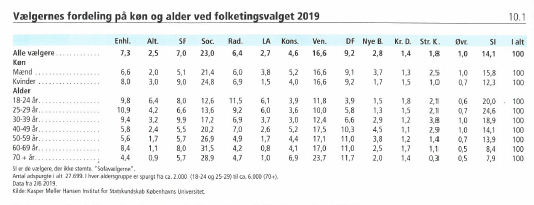 Vælgernes fordeling på køn og alder ved folketingsvalget 2019 10.1
Enhl. Alt. SF Soc. Rad. LA Kons. Ven. DF Nye B. Kr. D. Str. K. Øvr. SI I alt
Alle vælgere 7,3 2,5 7,0 23,0 6,4 2,7 4,6 16,6 9,2 2,8 1,4 1,8 1,0 14,1 100
Køn
Mænd 6,6 2,0 5,1 21,4 6,0 3,8 5,2 16,6 9,1 3,7 1,3 2,5 1,0 15,8 100
Kvinder 8,0 3,0 9,0 24,8 6,9 1,5 4,0 16,6 9,2 1,7 1,5 1,0 0,7 12,3 100
Alder
18-24 år 9,8 6,4 8,0 12,6 11,5 6,1 3,9 11,8 3,9 1,5 1,8 2,1 0,6 20,0 100
25-29 år 10,9 4,2 6,6 13,6 9,2 6,0 3,6 10,0 5,8 1,3 1,5 2,1 0,7 24,6 100
30-39 år 9,4 3,2 9,9 17,2 6,9 3,7 3,0 12,4 6,3 2,9 1,2 3,8 1,0 18,9 100
40-49 år 5,8 2,4 5,5 20,2 7,0 2,6 5,2 17,5 10,3 4,5 1,1 2,9 1,0 14,1 100
50-59 år 5,6 1,7 5,7 26,9 4,9 1,7 4,4 17,1 11,0 3,8 1,2 1,4 0,7 13,9 100
60-69 år 8,4 1,1 8,0 31,5 4,2 0,8 4,1 17,0 11,0 2,5 1,7 1,1 0,5 8,4 100
70 + år 4,4 0,9 5,7 28,9 4,7 1,0 6,9 23,7 11,7 2,0 1,4 0,3 0,5 7,9 100
SI er de vælgere, der ikke stemte, "Sofavælgerne".
Antal adspurgte i alt 27.699. I hver aldersgruppe er spurgt fra ca. 2.000 (18-24 og 25-29) til ca. 6.000 (70+).
Data fra 2/6 2019.
Kilde: Kasper Møller Hansen Institut for Statskundskab Københavns Universitet.